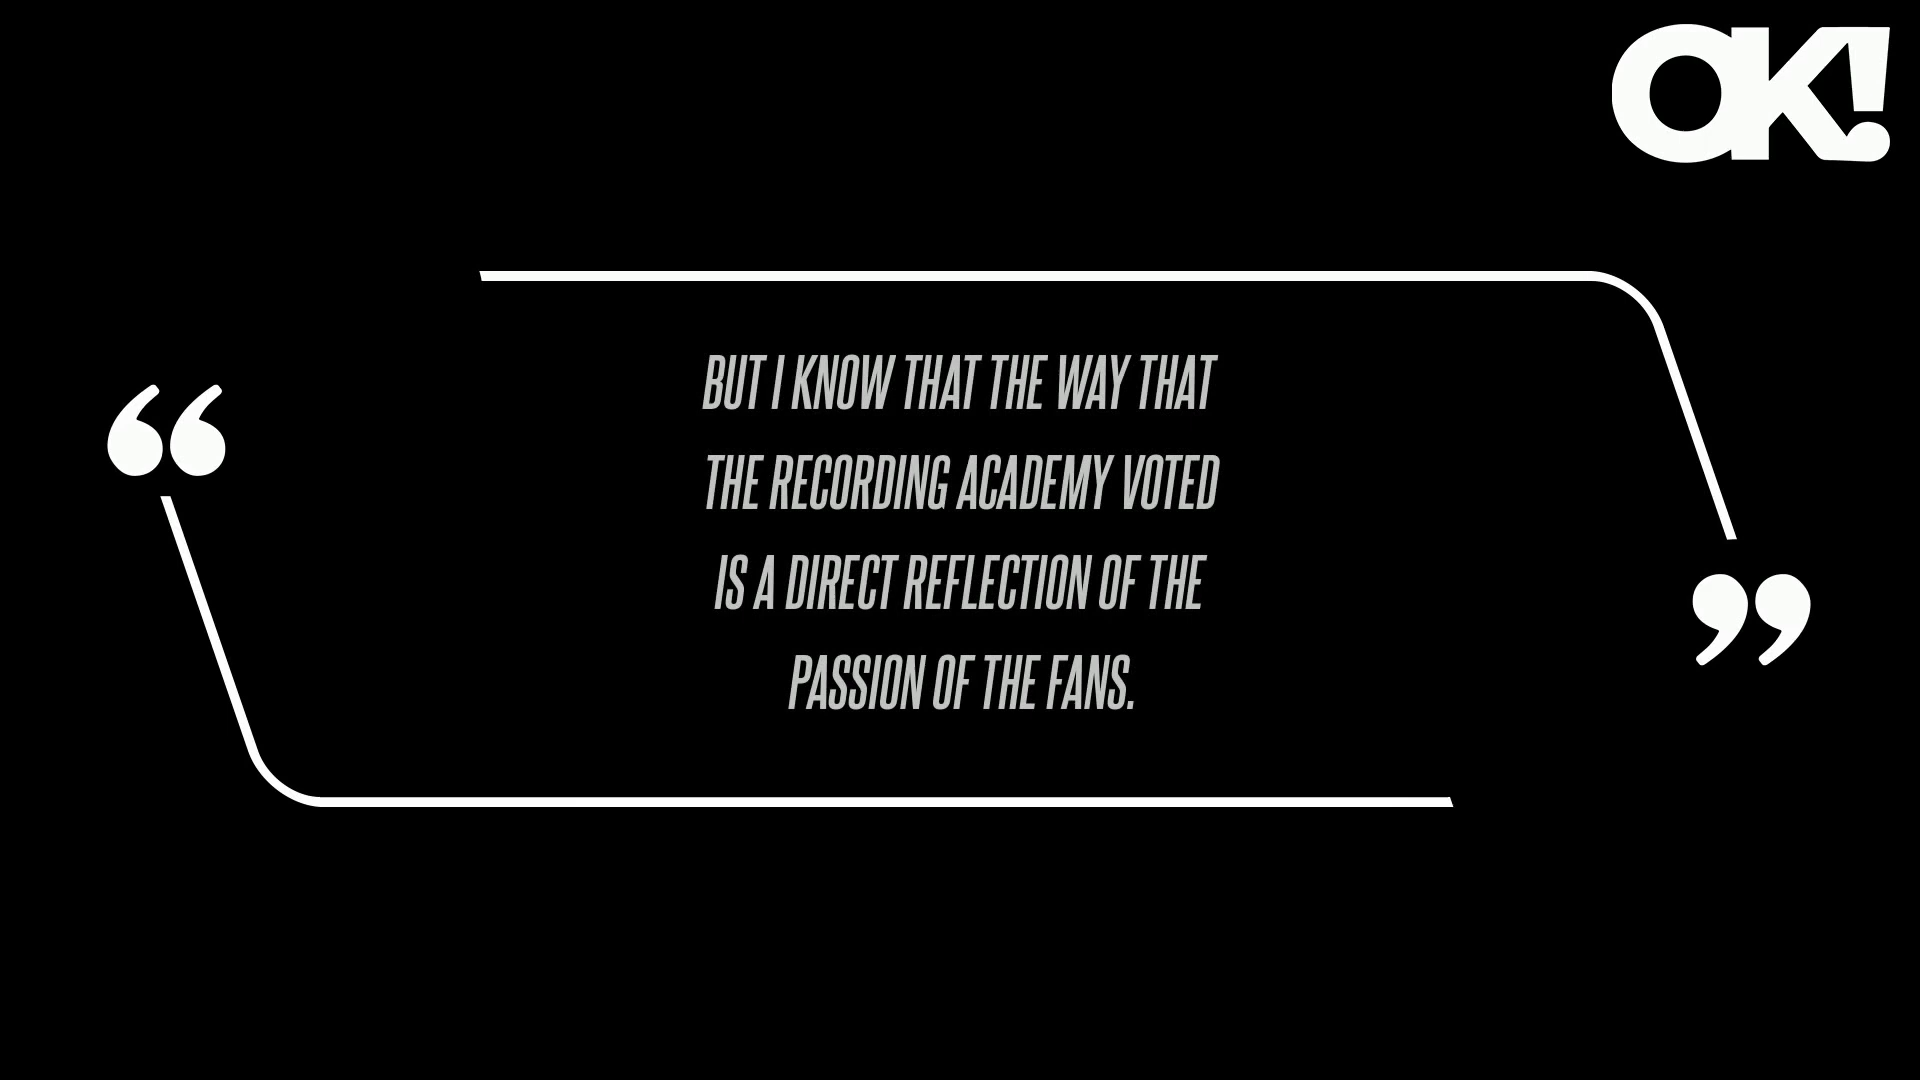 OK!
“
BUT I KNOW THAT THE WAY THAT
THE RECORDING ACADEMY VOTED
IS A DIRECT REFLECTION OF THE
PASSION OF THE FANS.
”